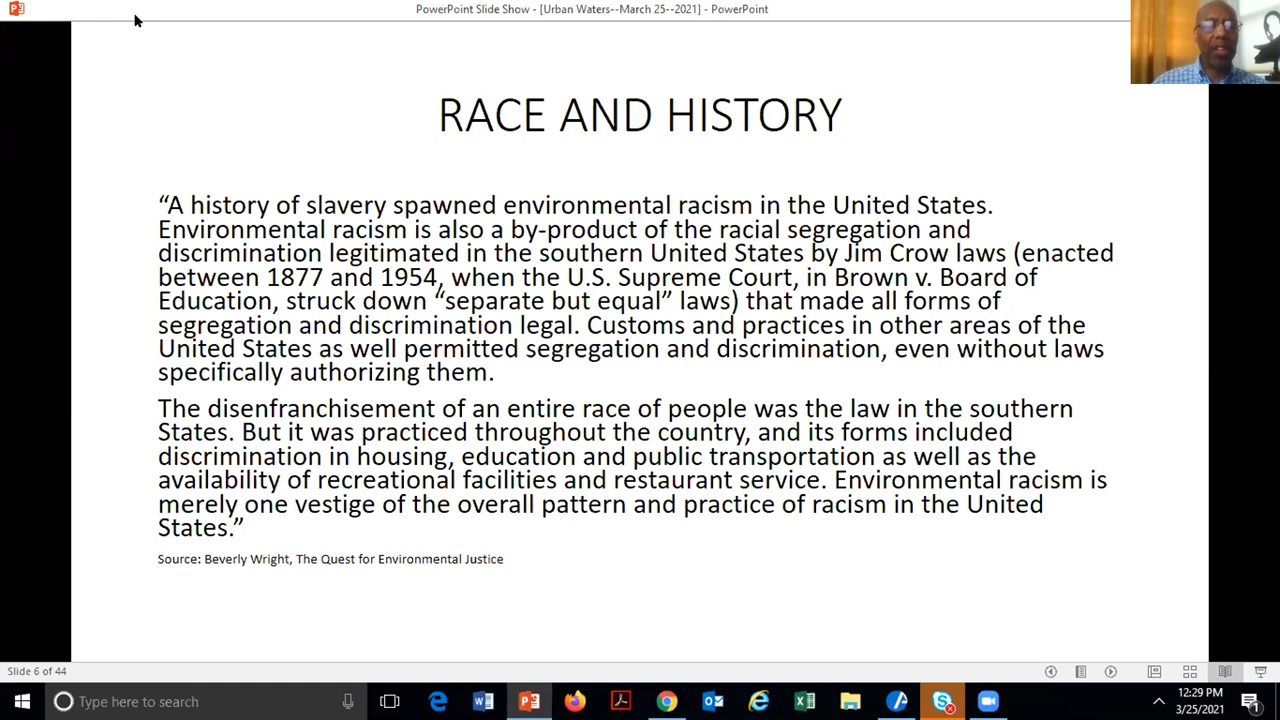 PowerPoint Slide Show - [Urban Waters--March 25--2021] - PowerPoint
RACE AND HISTORY
“A history of slavery spawned environmental racism in the United States.
Environmental racism is also a by-product of the racial segregation and
discrimination legitimated in the southern United States by Jim Crow laws (enacted
between 1877 and 1954, when the U.S. Supreme Court, in Brown v. Board of
Education, struck down “separate but equal” laws) that made all forms of
segregation and discrimination legal. Customs and practices in other areas of the
United States as well permitted segregation and discrimination, even without laws
specifically authorizing them.
The disenfranchisement of an entire race of people was the law in the southern
States. But it was practiced throughout the country, and its forms included
discrimination in housing, education and public transportation as well as the
availability of recreational facilities and restaurant service. Environmental racism is
merely one vestige of the overall pattern and practice of racism in the United
States.”
Source: Beverly Wright, The Quest for Environmental Justice
Slide 6 of 44
Type here to search
12:29 PM
3/25/2021